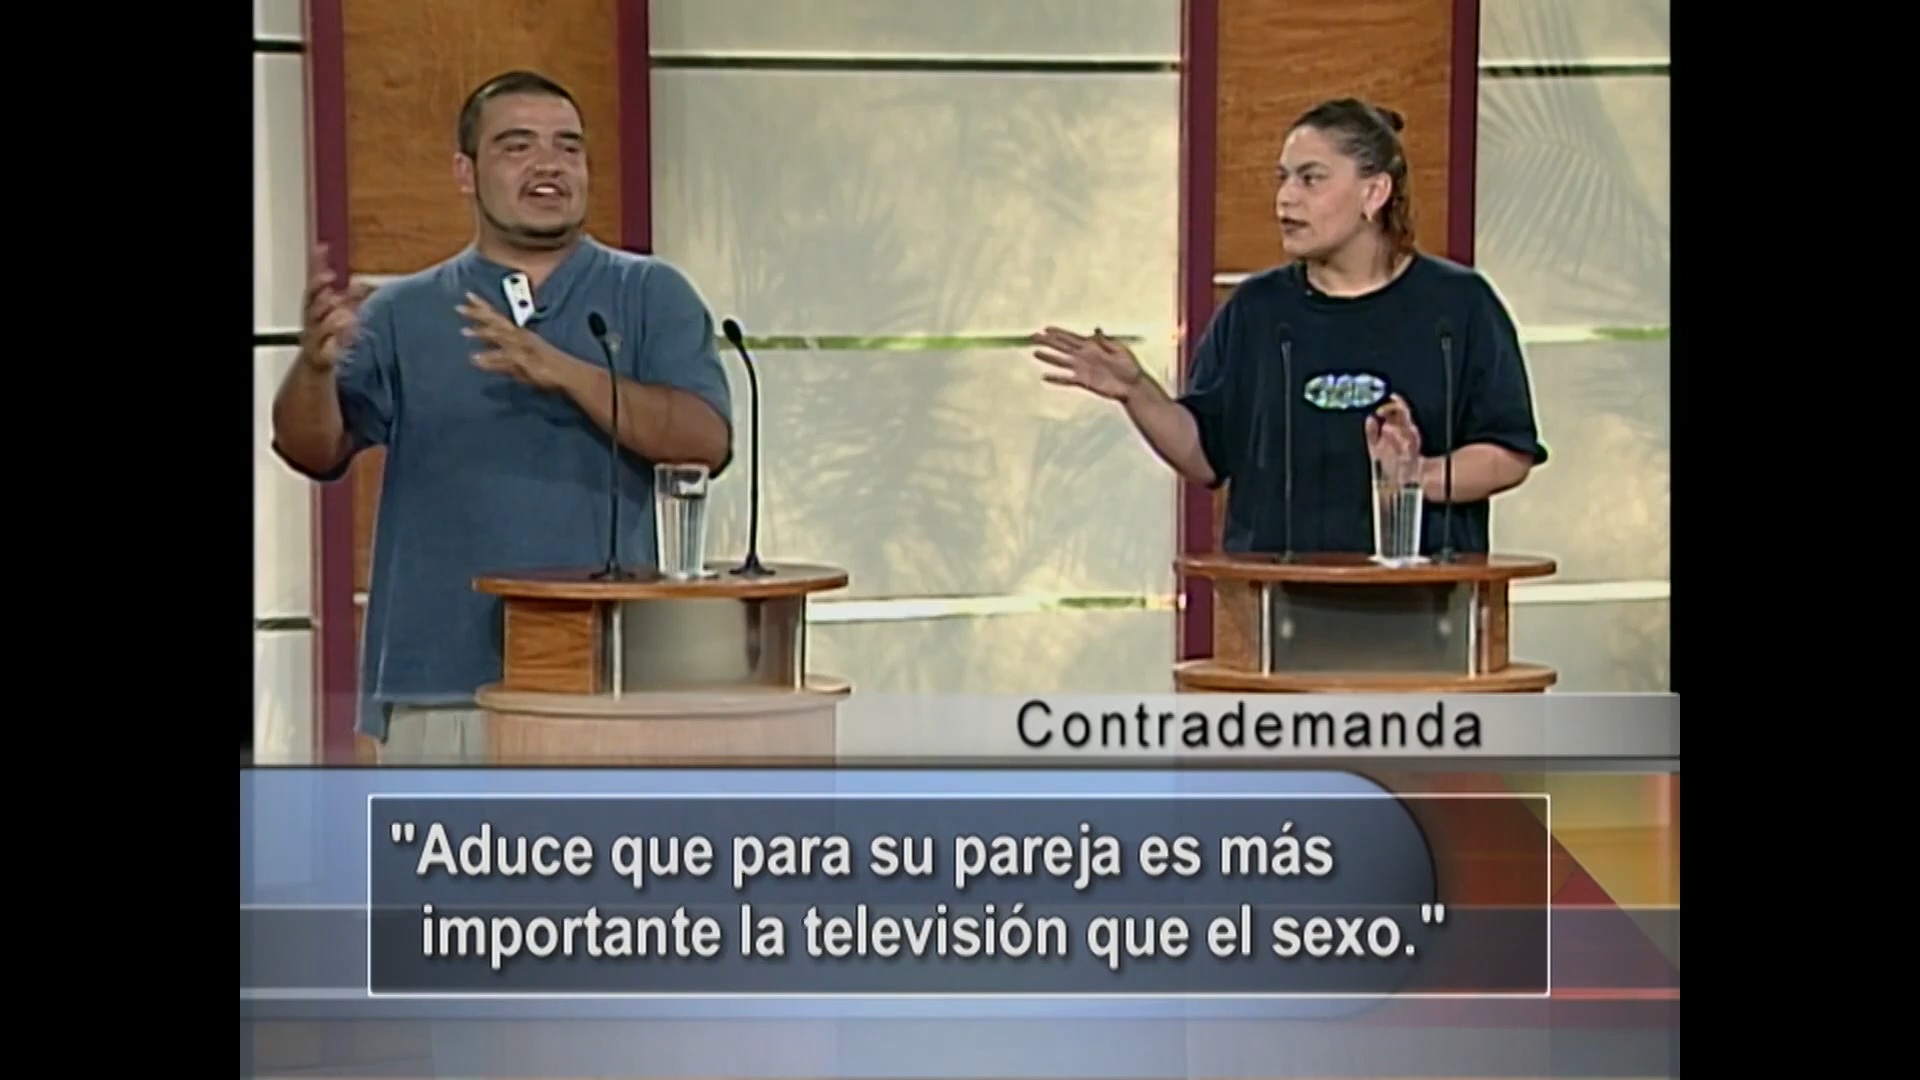 Contrademanda
"Aduce que para su pareja es más
importante la televisión que el sexo."